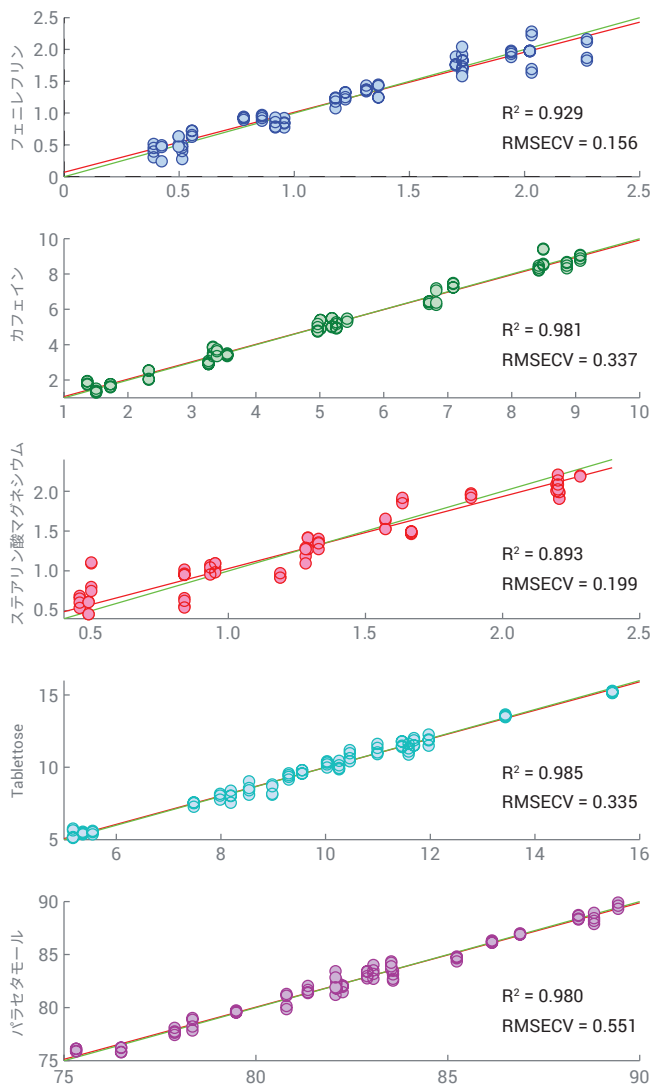 フェニレフリン
2.5
2.0
1.5
1.0
0.5
0
0 0.5 1.0 1.5 2.0 2.5
R² = 0.929
RMSECV = 0.156
カフェイン
10
8
6
4
2
1 2 3 4 5 6 7 8 9 10
R² = 0.981
RMSECV = 0.337
ステアリン酸マグネシウム
2.0
1.5
1.0
0.5
0.5 1.0 1.5 2.0 2.5
R² = 0.893
RMSECV = 0.199
Tablettose
15
10
5
6 8 10 12 14 16
R² = 0.985
RMSECV = 0.335
パラセタモール
90
85
80
75
75 80 85 90
R² = 0.980
RMSECV = 0.551